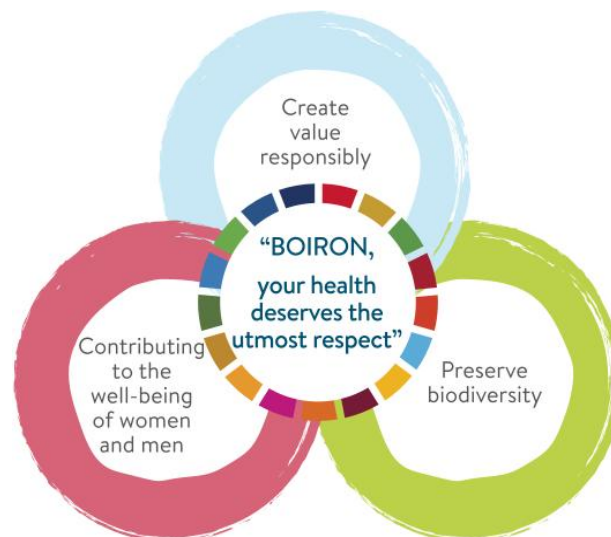 Create
value
responsibly
“BOIRON,
your health
deserves the
utmost respect”
Contributing
to the
well-being
of women
and men
Preserve
biodiversity